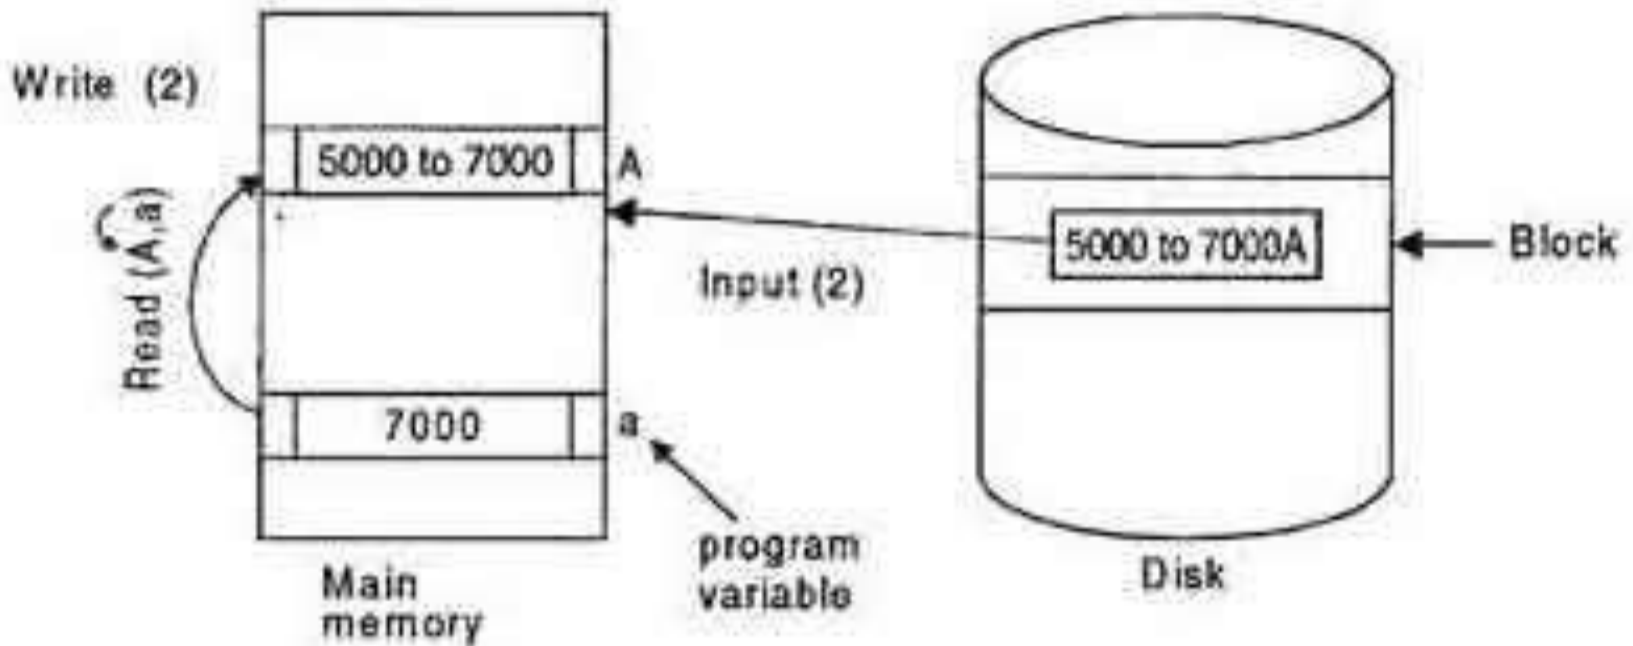 Write (2)
5000 to 7000
A
Read (A,a)
5000 to 7000A
Block
Input (2)
7000
a
program
variable
Main
memory
Disk